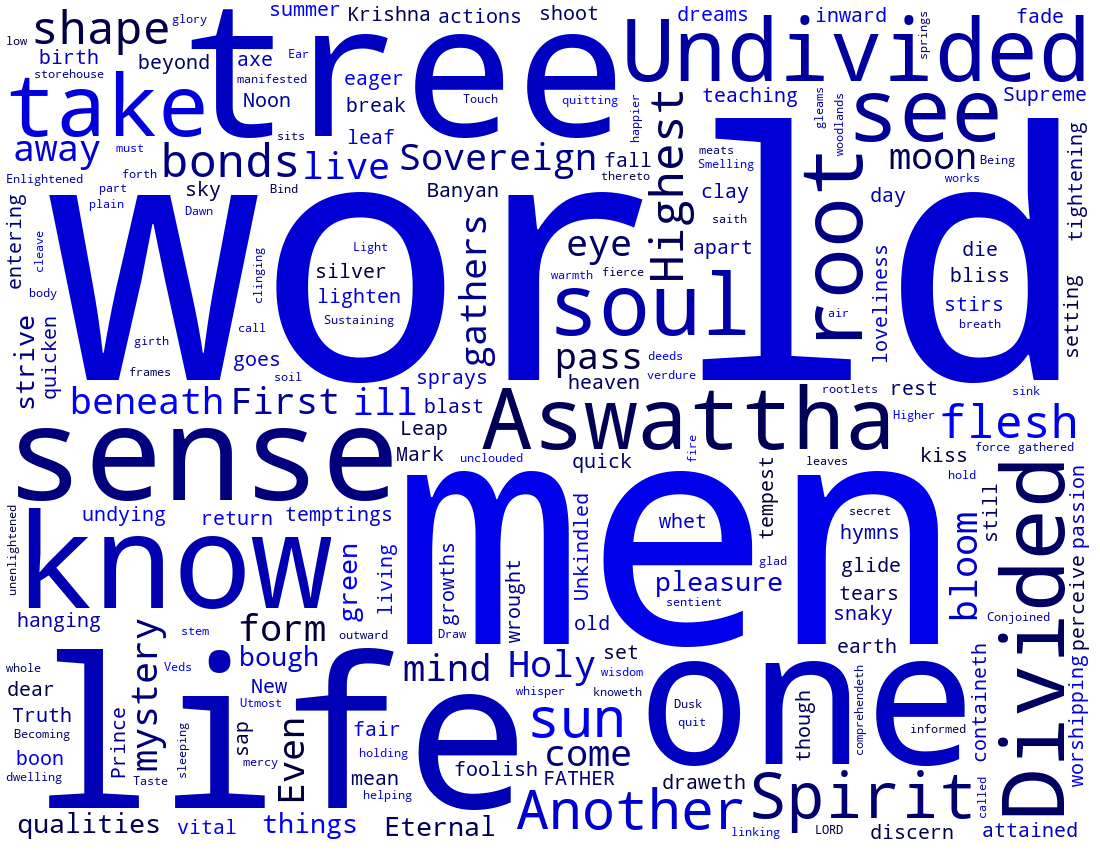 low
shape
glory
tree
summer
Krishna
actions
shoot
dreams
inward
springs
fade
birth
storehouse
beyond
axe
Ear
manifested
Noon
eager
break
Touch
quitting
Undivided
take
must
sits
leaf
happier
teaching
gleams
woodlands
see
Supreme
away
Enlightened
forth
part
plain
bonds
sky
Dawn
Bind
live
Sovereign
Banyan
fall
thereto
Highest
meats
Smelling
clay
saith
apart
root
moon
Being
works
day
tightening
entering
cleave
body
world
clinging
call
girth
frames
Light
silver
lighten
Sustaining
gathers
eye
warmth
fierce
soul
air
loveliness
die
bliss
stirs
breath
setting
strive
quicken
goes
soil
pass
heaven
deeds
verdure
sprays
beneath
First
ill
blast
Leap
Mark
Aswattha
rootlets
rest
Higher
sink
flesh
sense
unclouded
quick
fire
leaves
kiss
force
gathered
hold
unenlightened
know
undying
return
temptings
men
Unkindled
whet
tempest
secret
hymns
glide
tears
snaky
glad
pleasure
sentient
still
bloom
Divided
passion
perceive
hanging
green
living
growths
Draw
wrought
old
earth
Conjoined
stem
form
outward
mystery
Veds
bough
New
Utmost
mind
Holy
set
wisdom
whisper
knoweth
whole
dear
Truth
Becoming
boon
dwelling
Prince
Taste
sleeping
sap
mercy
life
Even
fair
holding
mean
helping
foolish
sun
come
FATHER
one
Dusk
quit
though
comprehendeth
informed
containeth
worshipping
draweth
Spirit
called
qualities
vital
things
Eternal
Another
linking
LORD
discern
attained